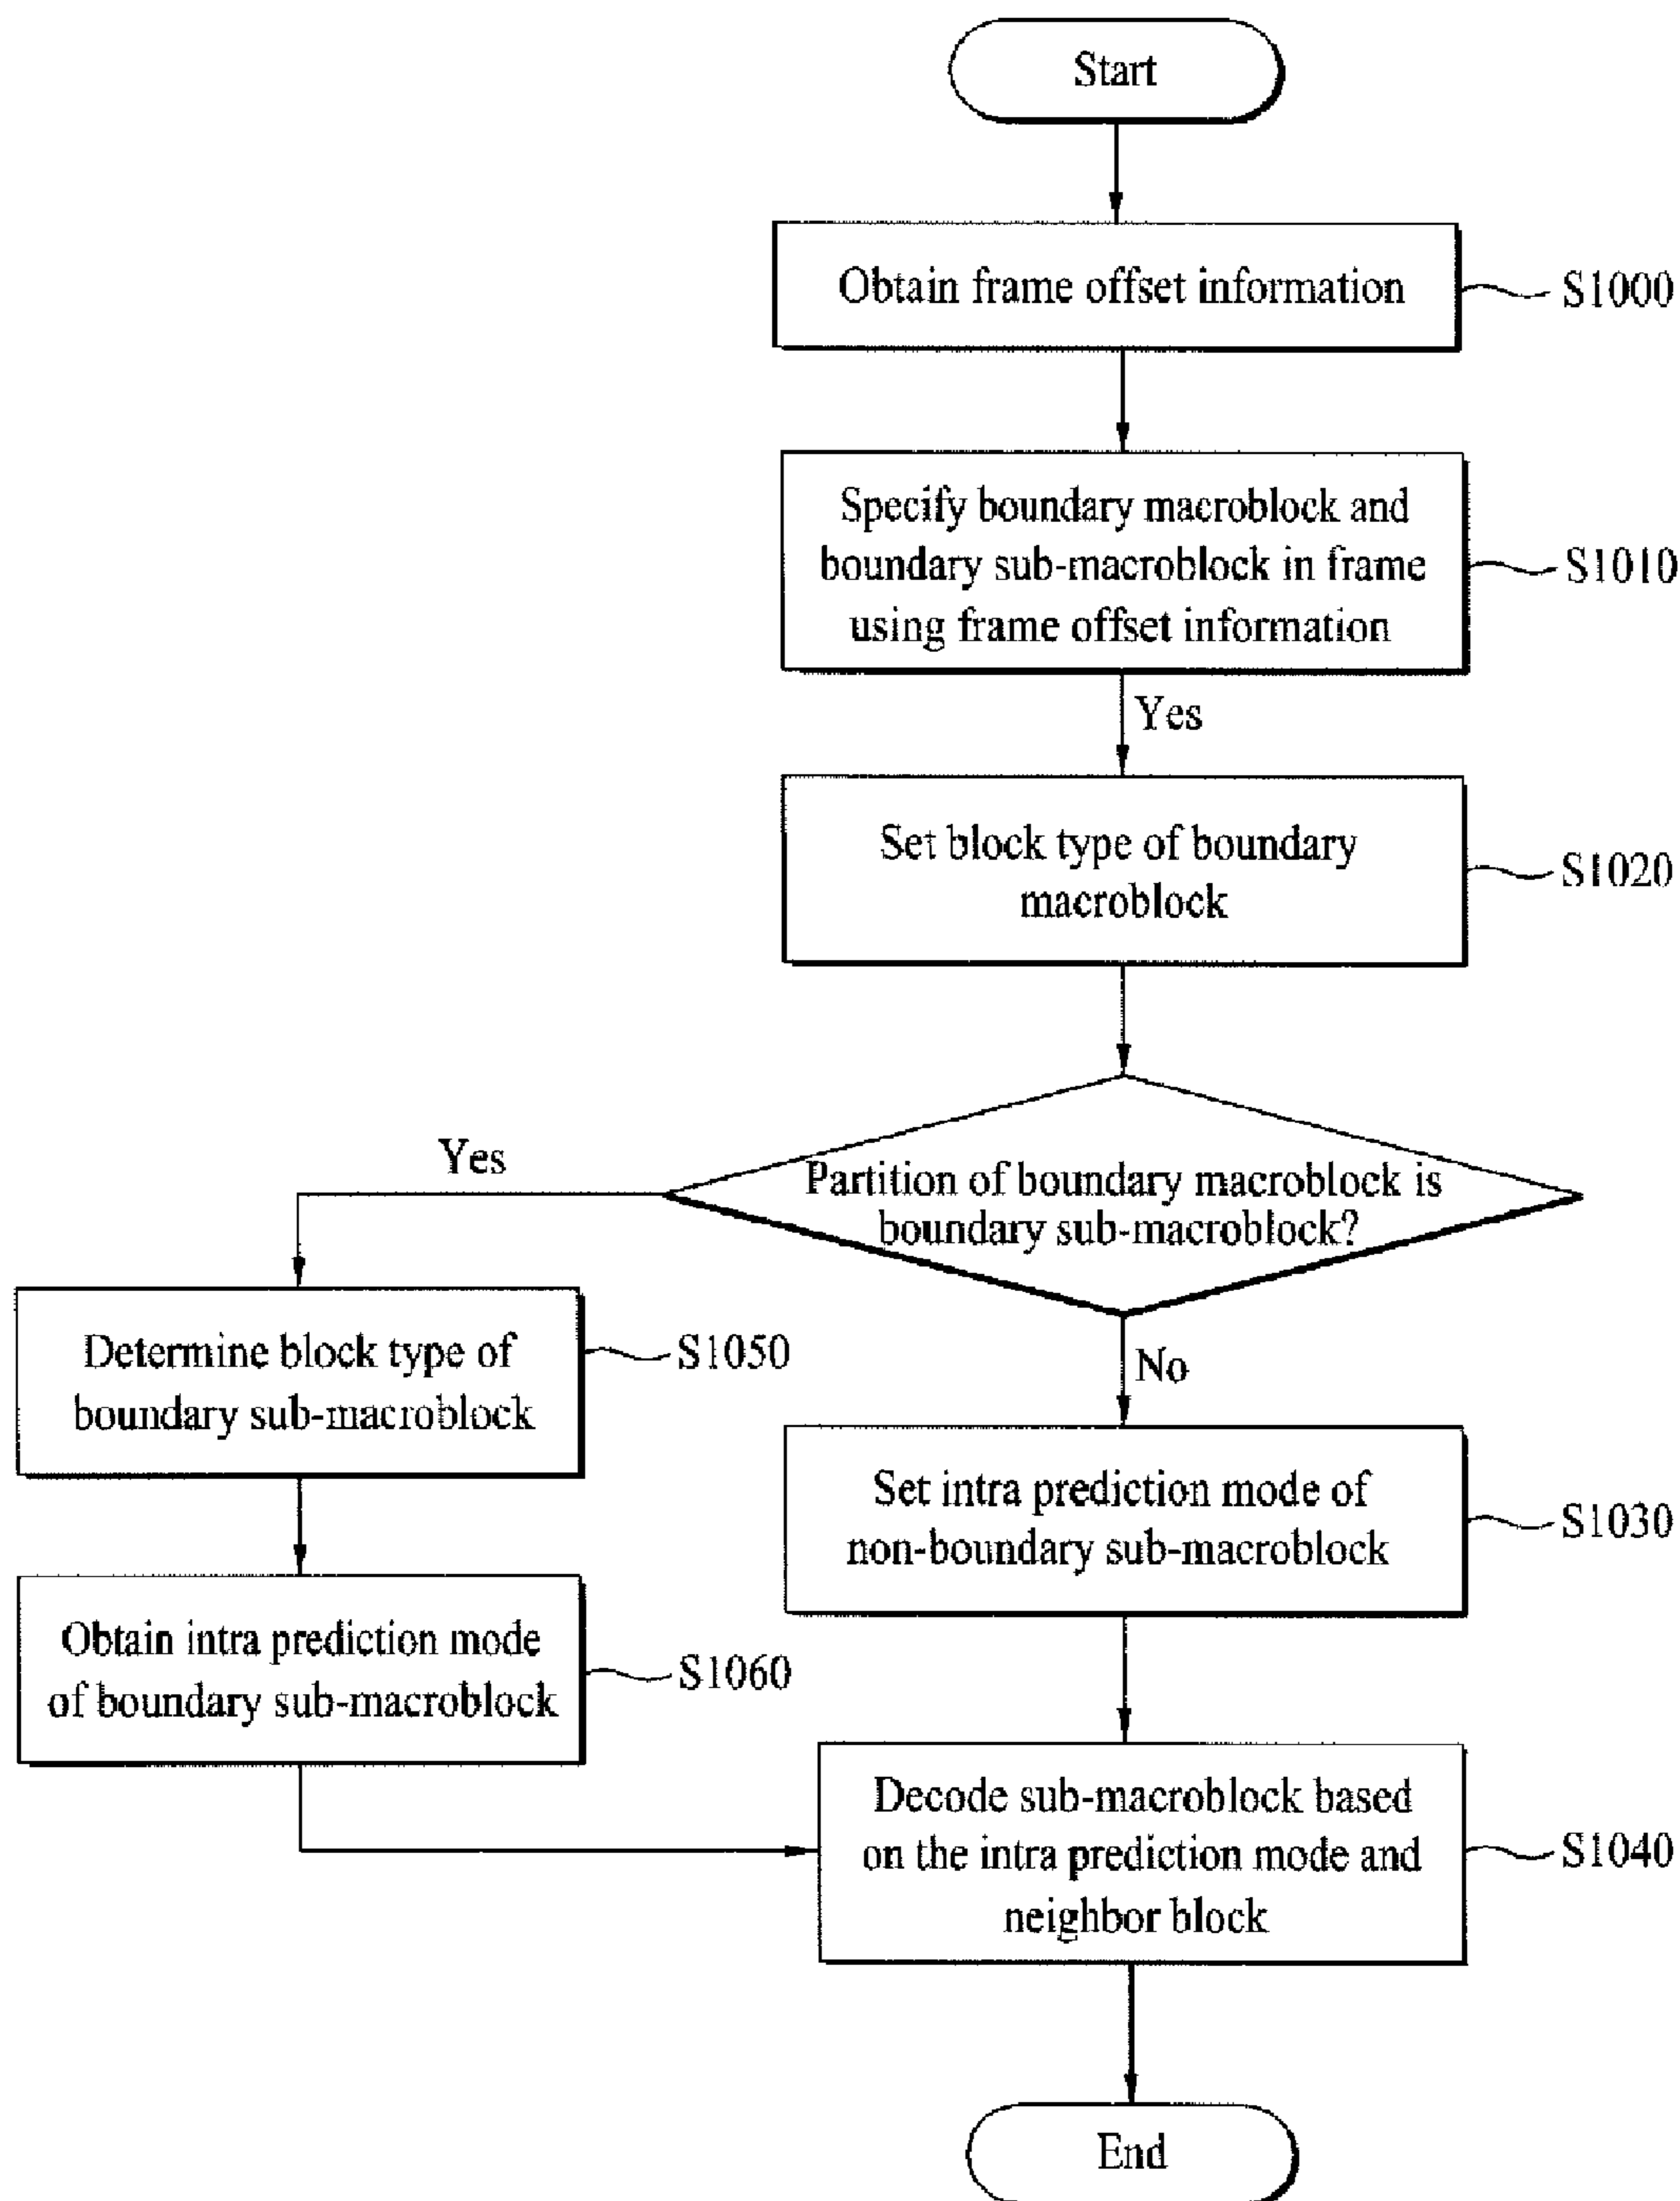 Start
Obtain frame offset information
S1000
Specify boundary macroblock and
boundary sub-macroblock in frame
using frame offset information
S1010
Yes
Set block type of boundary
macroblock
S1020
Partition of boundary macroblock is
boundary sub-macroblock?
Yes
Determine block type of
boundary sub-macroblock
S1050
No
Set intra prediction mode of
non-boundary sub-macroblock
S1030
Obtain intra prediction mode
of boundary sub-macroblock
S1060
Decode sub-macroblock based
on the intra prediction mode and
neighbor block
S1040
End